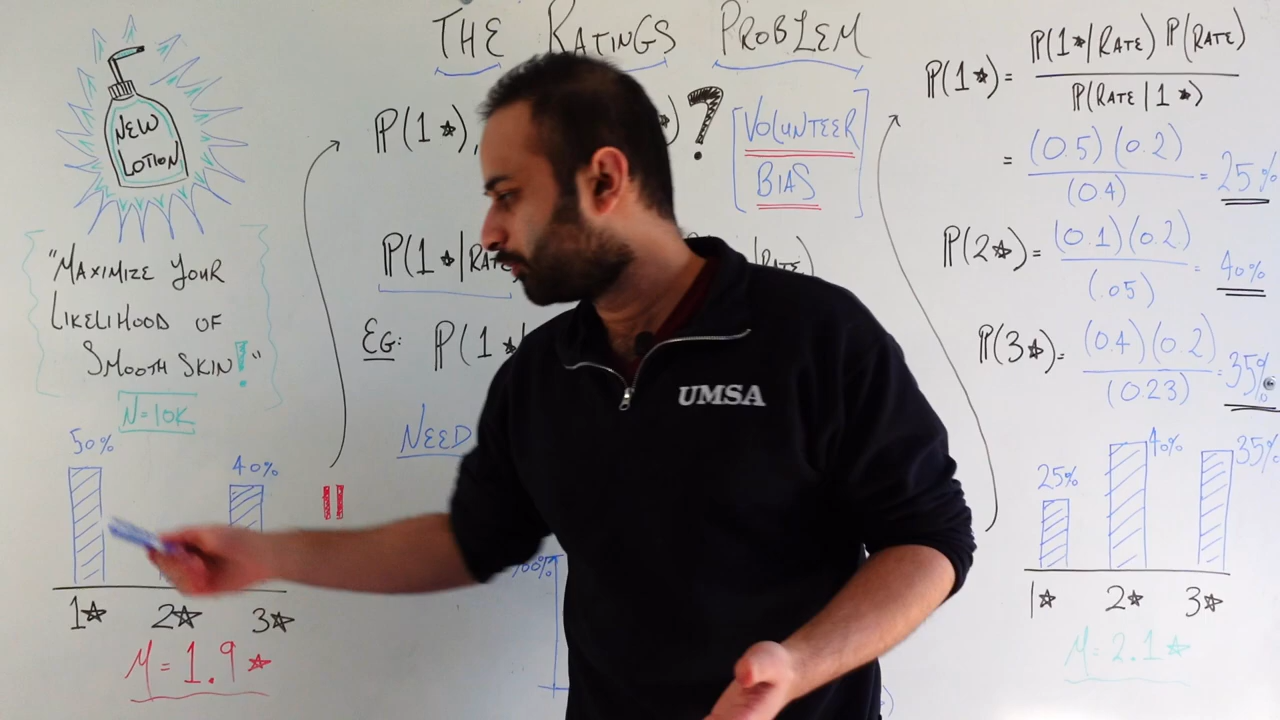 THE RATINGS PROBLEM
NEW
LOTION
"MAXIMIZE YOUR
LIKELIHOOD OF
SMOOTH SKIN!"
N=10K
50%
40%
1★ 2★ 3★
M=1.9★
P(1★),
?
VOLUNTEER
BIAS
P(1★|RATE
RATE)
EG: P(1★|
NEED
100%
UMSA
P(1★) = P(1★|RATE) P(RATE)
P(RATE|1★)
= (0.5)(0.2)
(0.4)
= 25%
P(2★) = (0.1)(0.2)
(.05)
= 40%
P(3★) = (0.4)(0.2)
(0.23)
= 35%
25%
40%
35%
1★ 2★ 3★
M=2.1★